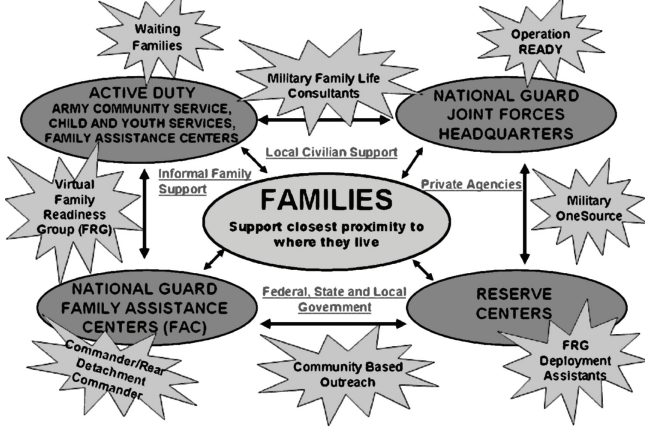 Waiting
Families
Operation
READY
ACTIVE DUTY
ARMY COMMUNITY SERVICE,
CHILD AND YOUTH SERVICES,
FAMILY ASSISTANCE CENTERS
Military Family Life
Consultants
NATIONAL GUARD
JOINT FORCES
HEADQUARTERS
Local Civilian Support
Informal Family
Support
Private Agencies
Virtual
Family
Readiness
Group (FRG)
FAMILIES
Support closest proximity to
where they live
Military
OneSource
NATIONAL GUARD
FAMILY ASSISTANCE
CENTERS (FAC)
Federal, State and Local
Government
RESERVE
CENTERS
Commander/Rear
Detachment
Commander
Community Based
Outreach
FRG
Deployment
Assistants